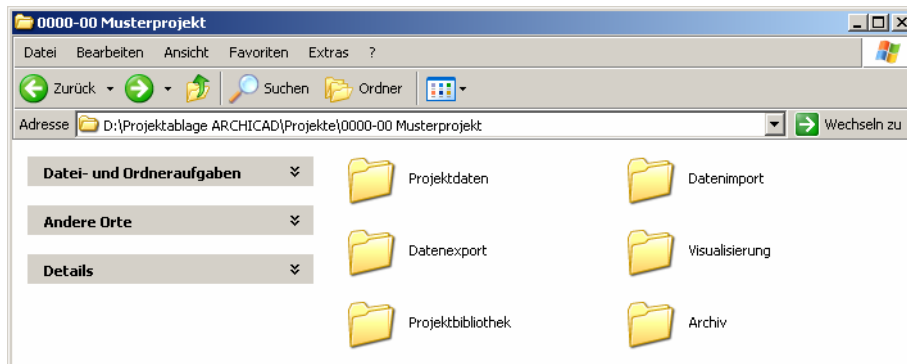 0000-00 Musterprojekt
Datei Bearbeiten Ansicht Favoriten Extras ?
Zurück Suchen Ordner
Adresse D:\Projektablage ARCHICAD\Projekte\0000-00 Musterprojekt Wechseln zu
Datei- und Ordneraufgaben
Andere Orte
Details
Projektdaten Datenimport
Datenexport Visualisierung
Projektbibliothek Archiv